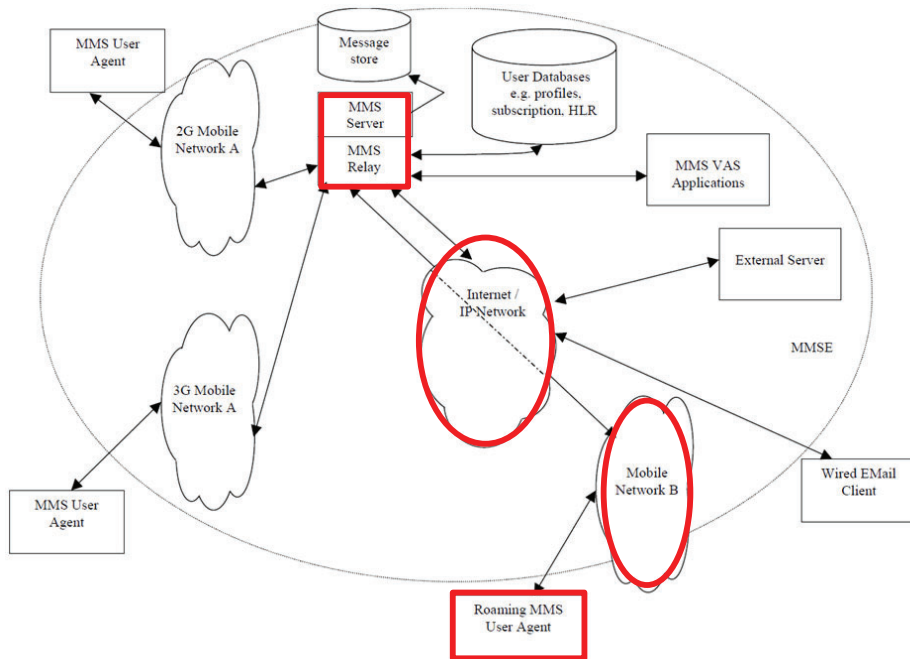 MMS User
Agent
Message
store
User Databases
e.g. profiles,
subscription, HLR
MMS
Server
2G Mobile
Network A
MMS
Relay
MMS VAS
Applications
External Server
Internet /
IP Network
MMSE
3G Mobile
Network A
Mobile
Network B
Wired EMail
Client
MMS User
Agent
Roaming MMS
User Agent